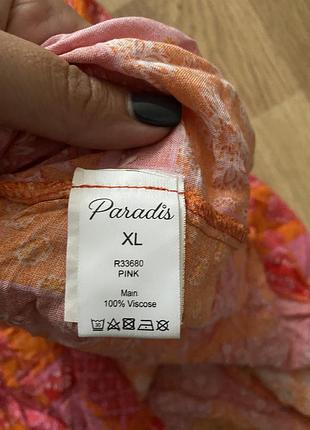 Paradis
XL
R33680
PINK
Main
100% Viscose